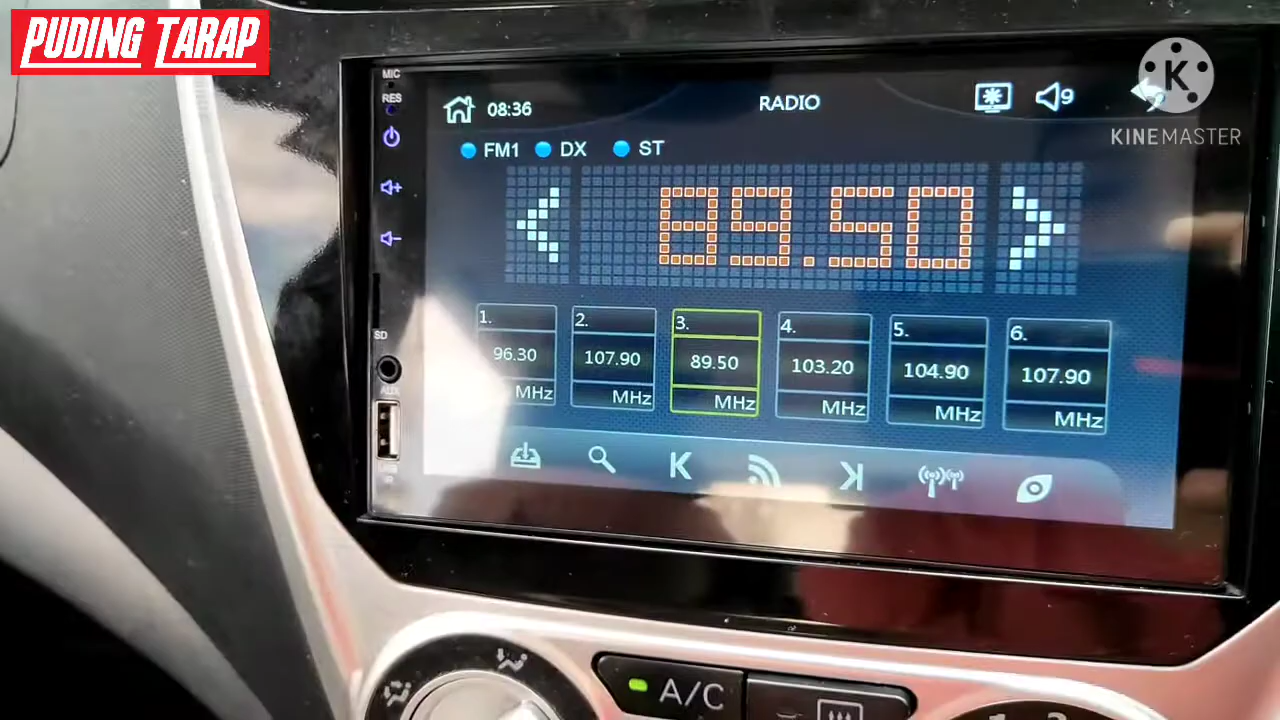 PUDING TARAP
KINEMASTER
MIC
RES
08:36
RADIO
9
FM1
DX
ST
89.50
1.
96.30
MHz
2.
107.90
MHz
3.
89.50
MHz
4.
103.20
MHz
5.
104.90
MHz
6.
107.90
MHz
SD
AUX
A/C